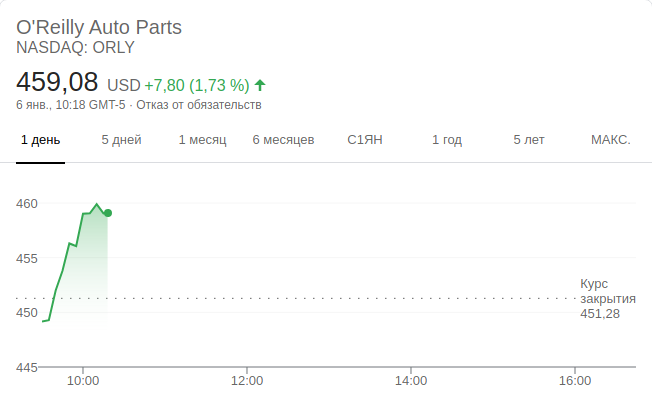 O'Reilly Auto Parts
NASDAQ: ORLY
459,08 USD +7,80 (1,73 %)
6 янв., 10:18 GMT-5 · Отказ от обязательств
1 день 5 дней 1 месяц 6 месяцев С1ЯН 1 год 5 лет МАКС.
460
455
Курс
закрытия
451,28
450
445
10:00 12:00 14:00 16:00